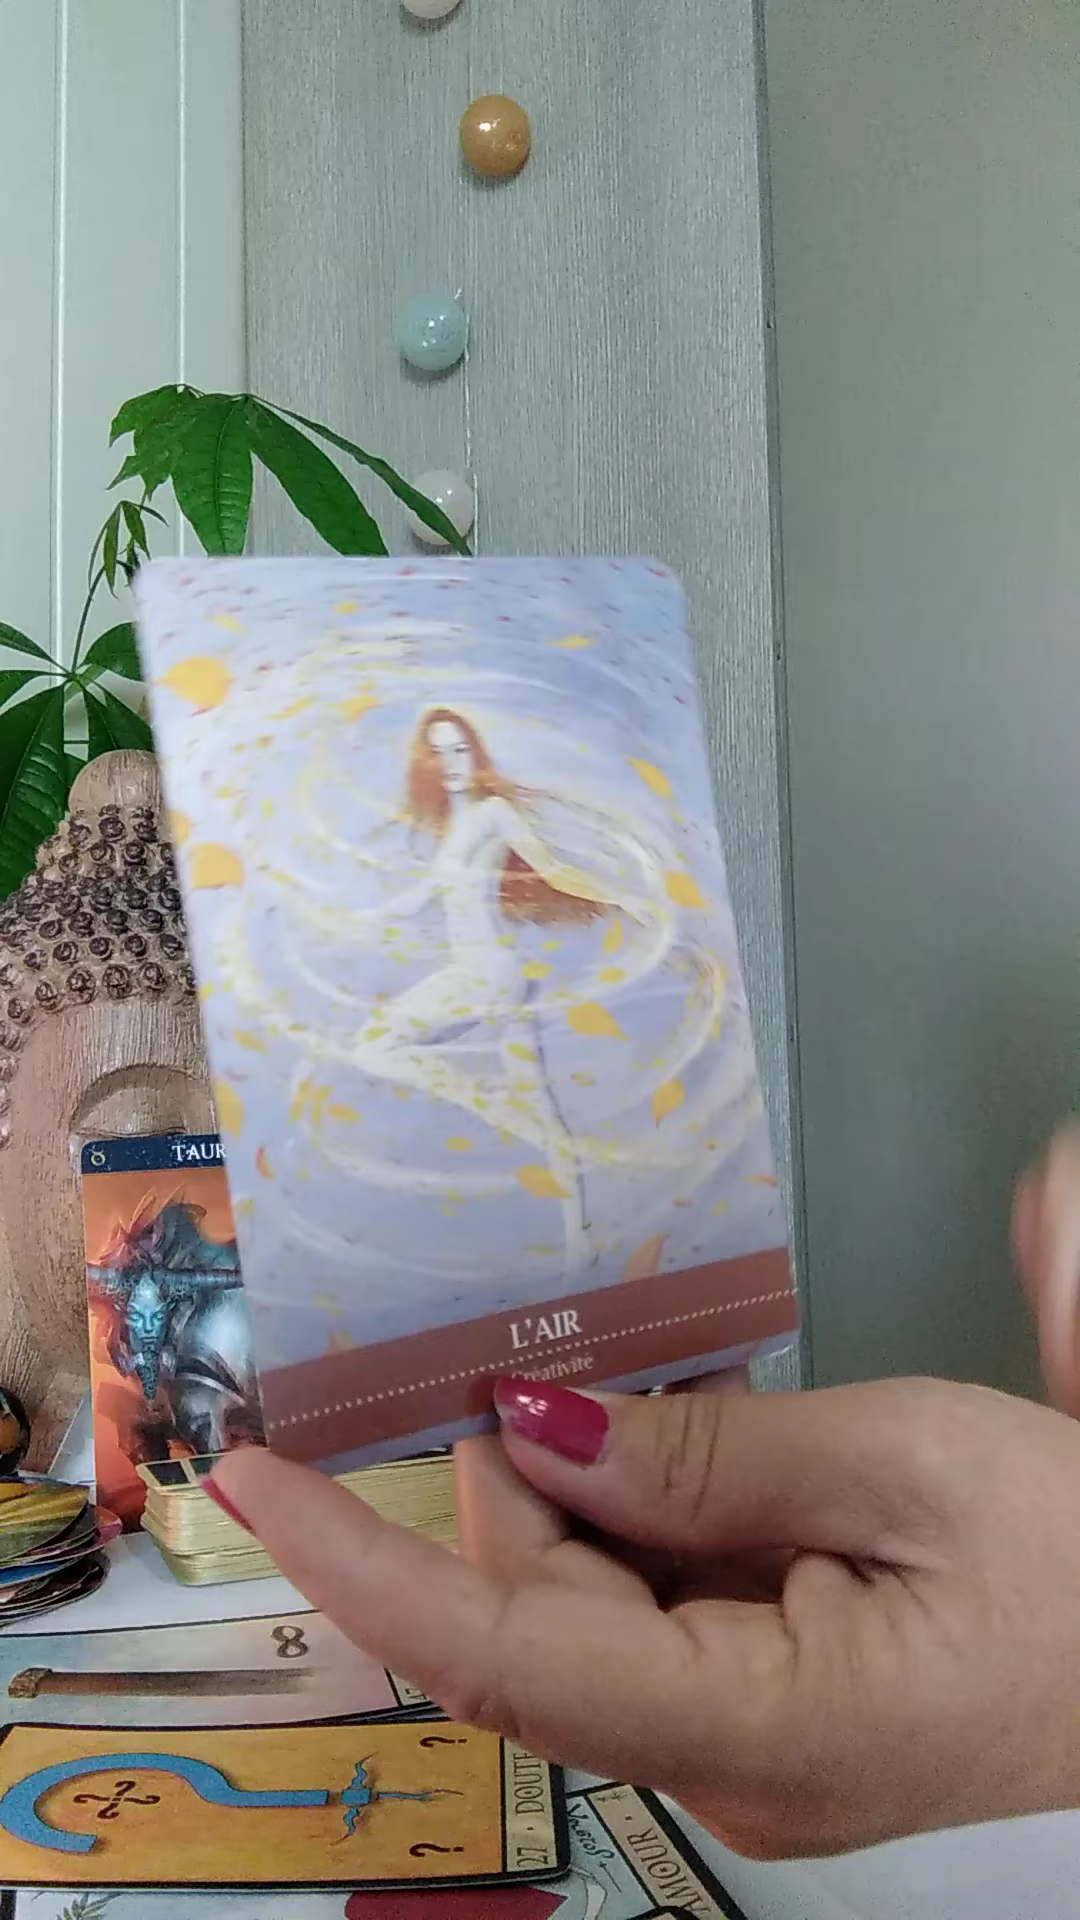 TAUR
L'AIR
Créativité
8
27 · DOUTE
? ?
AMOUR ·